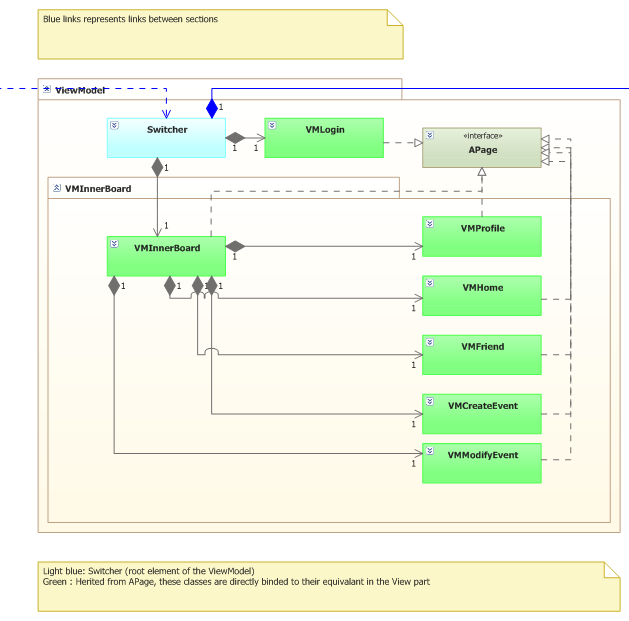 Blue links represents links between sections
ViewModel
Switcher
1
VMLogin
«interface»
APage
1
1
1
VMInnerBoard
1
VMProfile
VMInnerBoard
1
1
VMHome
1
1
1
1
1
VMFriend
1
VMCreateEvent
1
VMModifyEvent
1
Light blue: Switcher (root element of the ViewModel)
Green : Herited from APage, these classes are directly binded to their equivalant in the View part